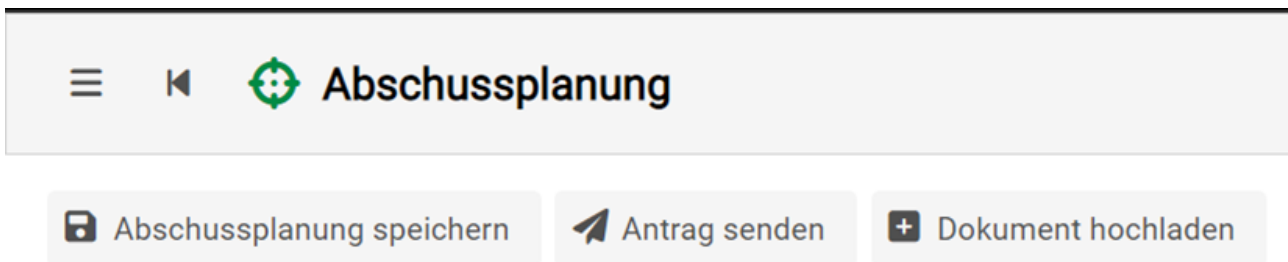 Abschussplanung
Abschussplanung speichern Antrag senden Dokument hochladen